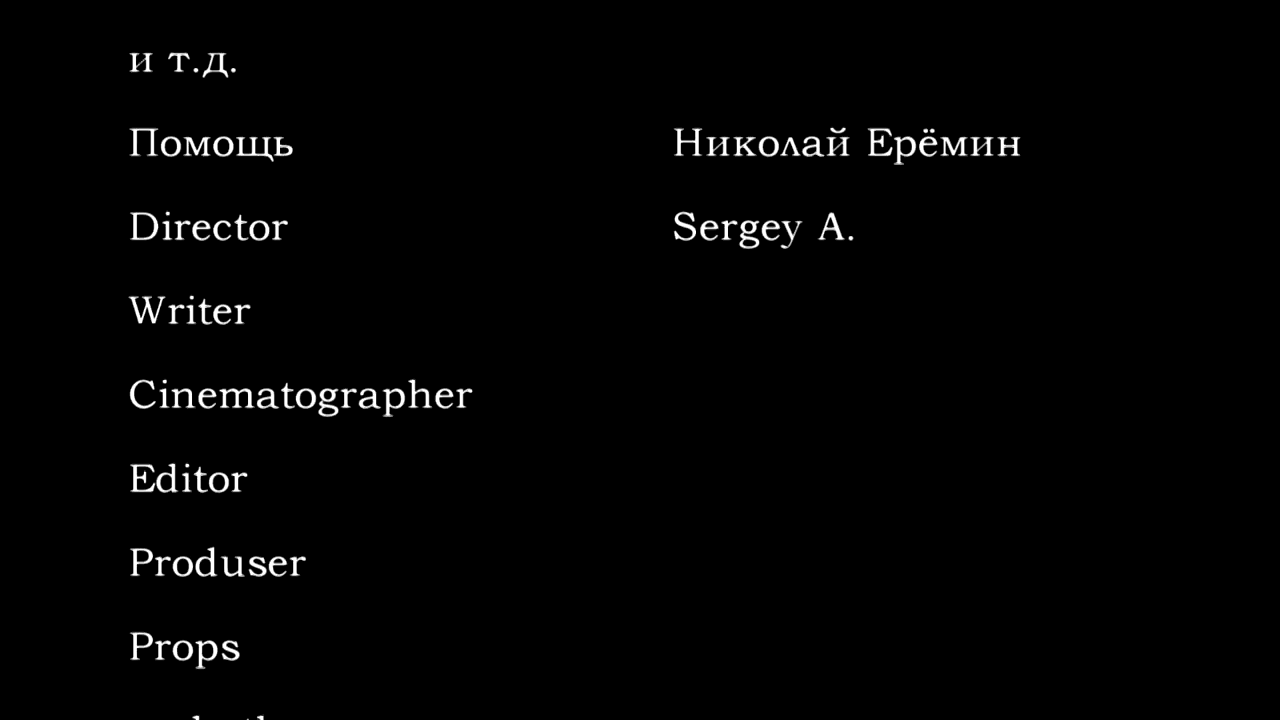 и т.д.
Помощь Николай Ерёмин
Director Sergey A.
Writer
Cinematographer
Editor
Produser
Props